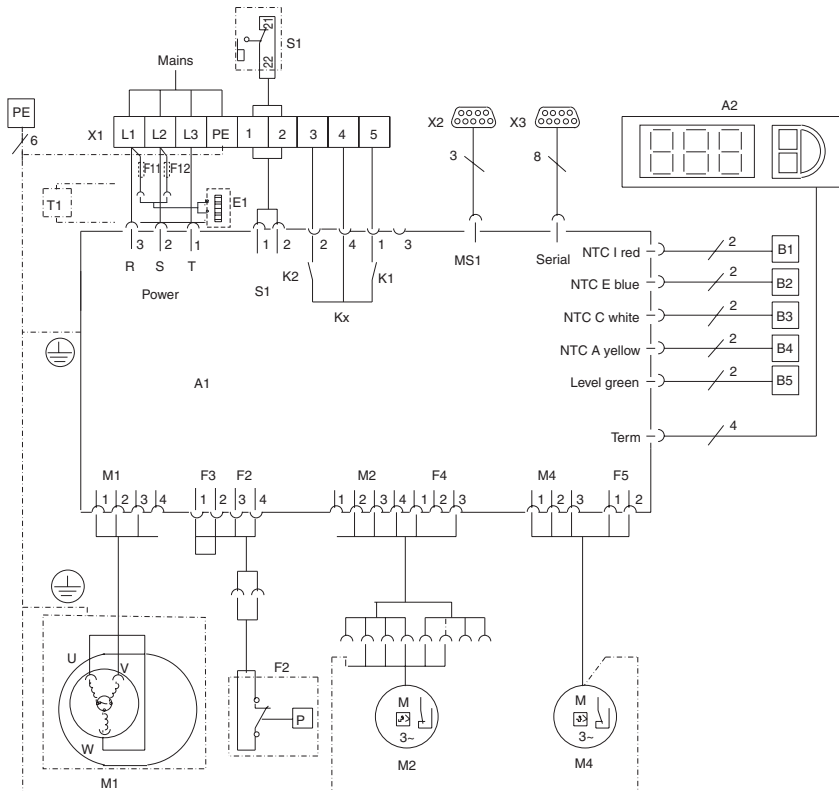 21
22
S1
Mains
PE
6
X1 L1 L2 L3 PE 1 2 3 4 5
F11 F12
T1
E1
X2
X3
A2
3
8
3 2 1
1 2
2 4 1 3
R S T
S1
K2 K1
MS1
Serial
Power
Kx
A1
NTC I red 2 B1
NTC E blue 2 B2
NTC C white 2 B3
NTC A yellow 2 B4
Level green 2 B5
Term 4
M1 F3 F2 M2 F4 M4 F5
1 2 3 4
1 2 3 4
1 2 3 4 1 2 3
1 2 3 1 2
U V
W
M1
F2
P
M
3~
M2
M
3~
M4